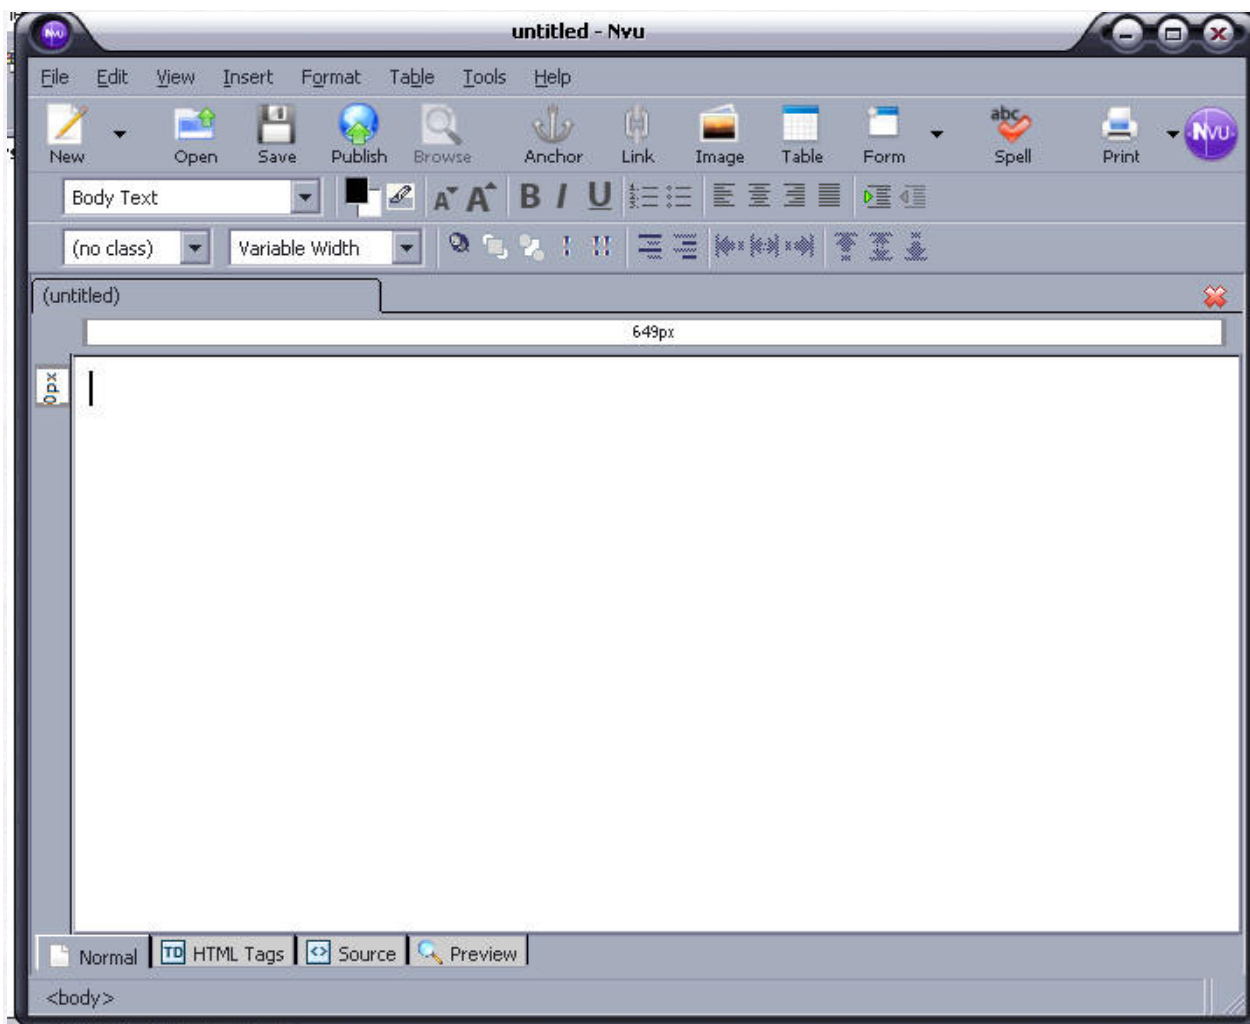 untitled - Nvu
File Edit View Insert Format Table Tools Help
abc
New Open Save Publish Browse Anchor Link Image Table Form Spell Print
NVU
Body Text A A B I U
(no class) Variable Width
(untitled)
649px
0px
Normal TD HTML Tags Source Preview
<body>